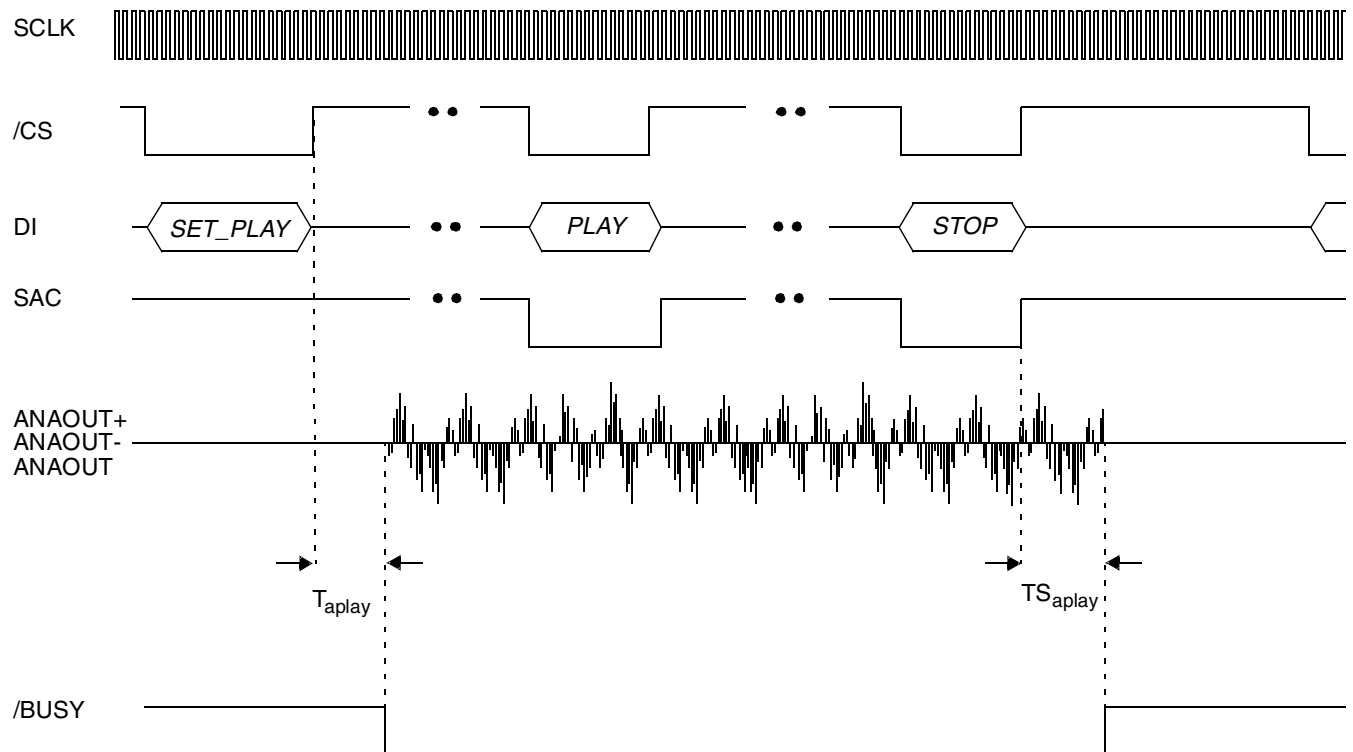 SCLK
/CS
DI
SET_PLAY
PLAY
STOP
SAC
ANAOUT+
ANAOUT-
ANAOUT
Taplay
TSaplay
/BUSY